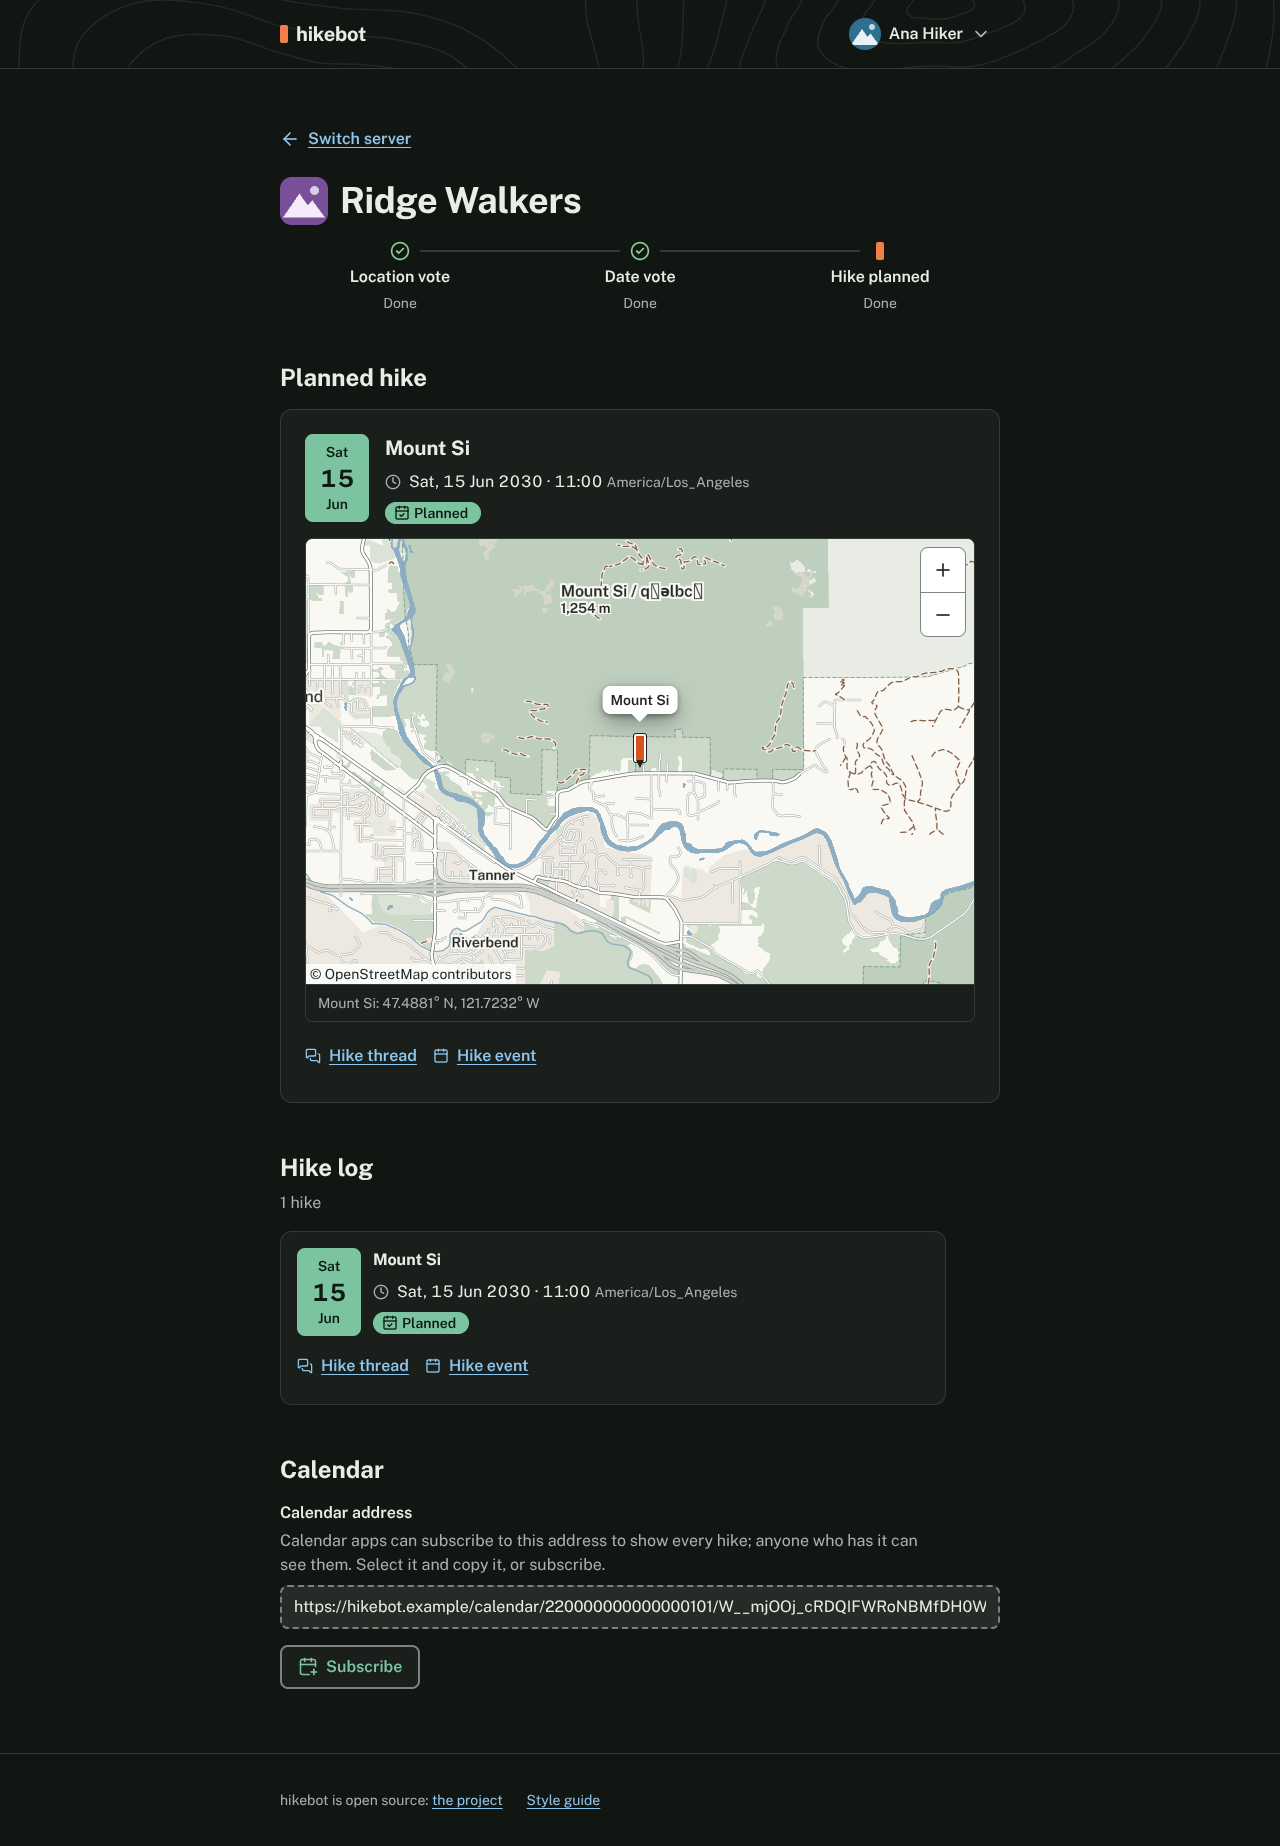 hikebot
Ana Hiker
Switch server
Ridge Walkers
Location vote
Date vote
Hike planned
Done
Done
Done
Planned hike
Sat
15
Jun
Mount Si
Sat, 15 Jun 2030 · 11:00 America/Los_Angeles
Planned
+
−
Mount Si /
1,254 m
nd
Mount Si
Tanner
Riverbend
© OpenStreetMap contributors
Mount Si: 47.4881° N, 121.7232° W
Hike thread
Hike event
Hike log
1 hike
Sat
15
Jun
Mount Si
Sat, 15 Jun 2030 · 11:00 America/Los_Angeles
Planned
Hike thread
Hike event
Calendar
Calendar address
Calendar apps can subscribe to this address to show every hike; anyone who has it can
see them. Select it and copy it, or subscribe.
https://hikebot.example/calendar/220000000000000101/W__mjOOj_cRDQIFWRoNBMfDH0W
Subscribe
hikebot is open source: the project
Style guide